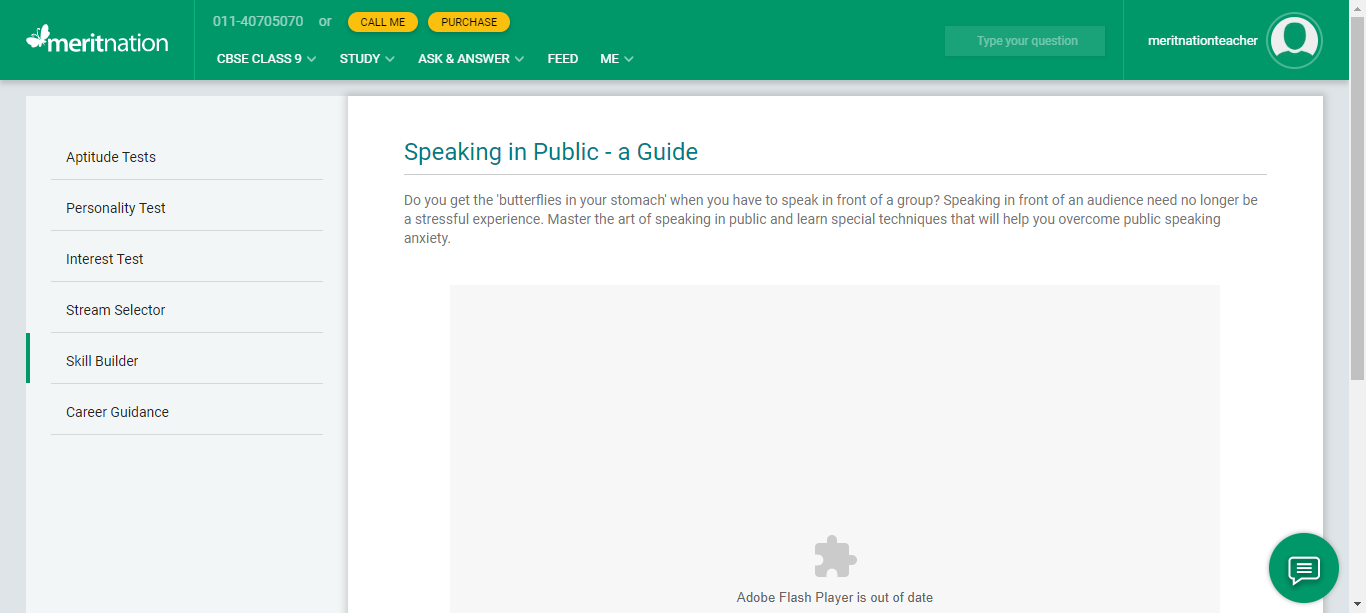 011-40705070 or CALL ME PURCHASE
meritnation
CBSE CLASS 9 STUDY ASK & ANSWER FEED ME
Type your question
meritnationteacher
Aptitude Tests
Personality Test
Interest Test
Stream Selector
Skill Builder
Career Guidance
Speaking in Public - a Guide
Do you get the 'butterflies in your stomach' when you have to speak in front of a group? Speaking in front of an audience need no longer be
a stressful experience. Master the art of speaking in public and learn special techniques that will help you overcome public speaking
anxiety.
Adobe Flash Player is out of date